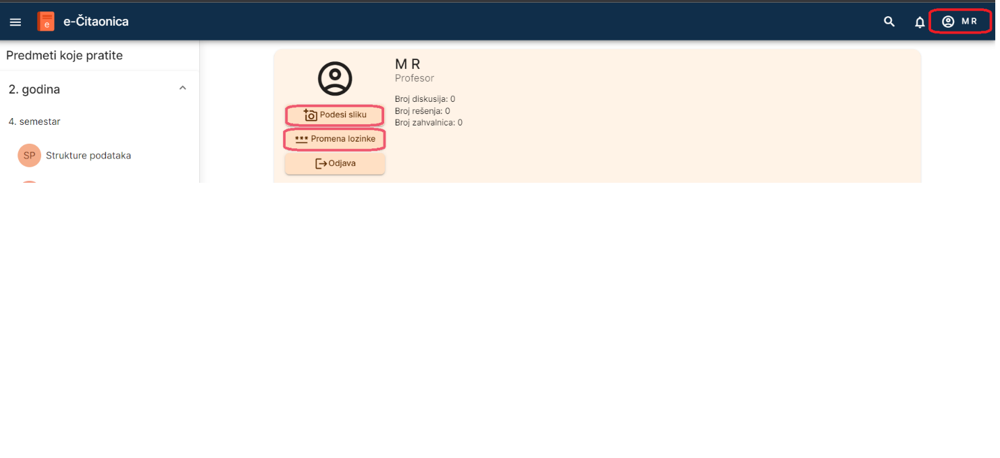 e e-Čitaonica
M R
Predmeti koje pratite
2. godina
4. semestar
SP Strukture podataka
M R
Profesor
Broj diskusija: 0
Broj rešenja: 0
Broj zahvalnica: 0
Podesi sliku
*** Promena lozinke
Odjava